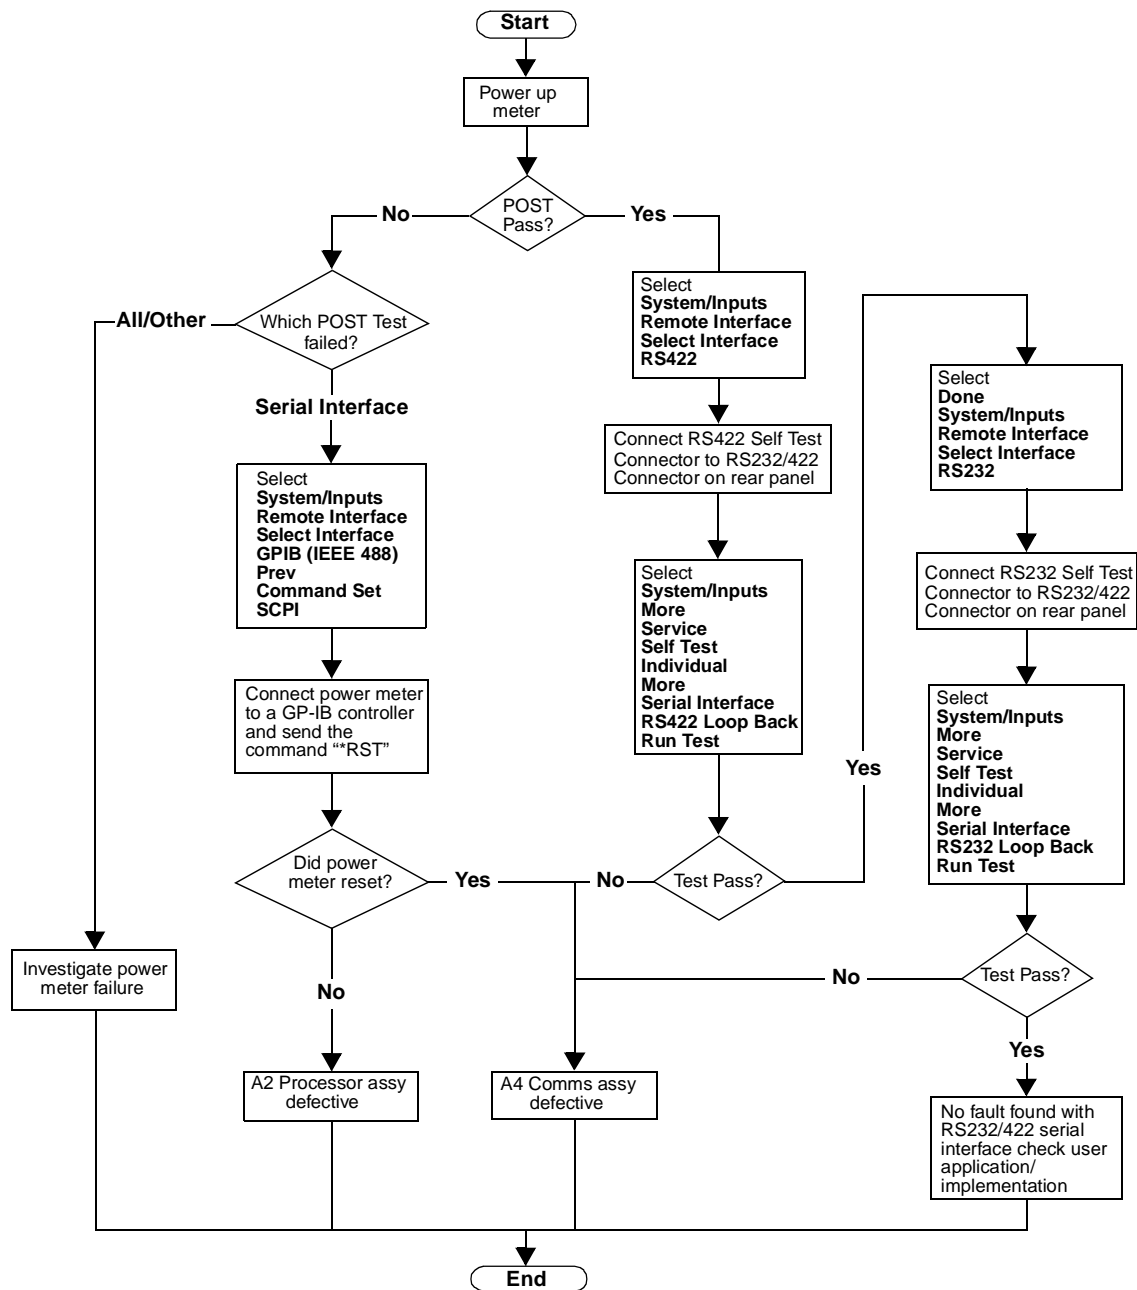 Start
Power up
meter
POST
Pass?
No
Yes
Which POST Test
failed?
All/Other
Serial Interface
Select
System/Inputs
Remote Interface
Select Interface
GPIB (IEEE 488)
Prev
Command Set
SCPI
Connect power meter
to a GP-IB controller
and send the
command “*RST”
Did power
meter reset?
Yes
No
Investigate power
meter failure
A2 Processor assy
defective
A4 Comms assy
defective
Select
System/Inputs
Remote Interface
Select Interface
RS422
Connect RS422 Self Test
Connector to RS232/422
Connector on rear panel
Select
System/Inputs
More
Service
Self Test
Individual
More
Serial Interface
RS422 Loop Back
Run Test
Test Pass?
No
Yes
Select
Done
System/Inputs
Remote Interface
Select Interface
RS232
Connect RS232 Self Test
Connector to RS232/422
Connector on rear panel
Select
System/Inputs
More
Service
Self Test
Individual
More
Serial Interface
RS232 Loop Back
Run Test
Test Pass?
No
Yes
No fault found with
RS232/422 serial
interface check user
application/
implementation
End